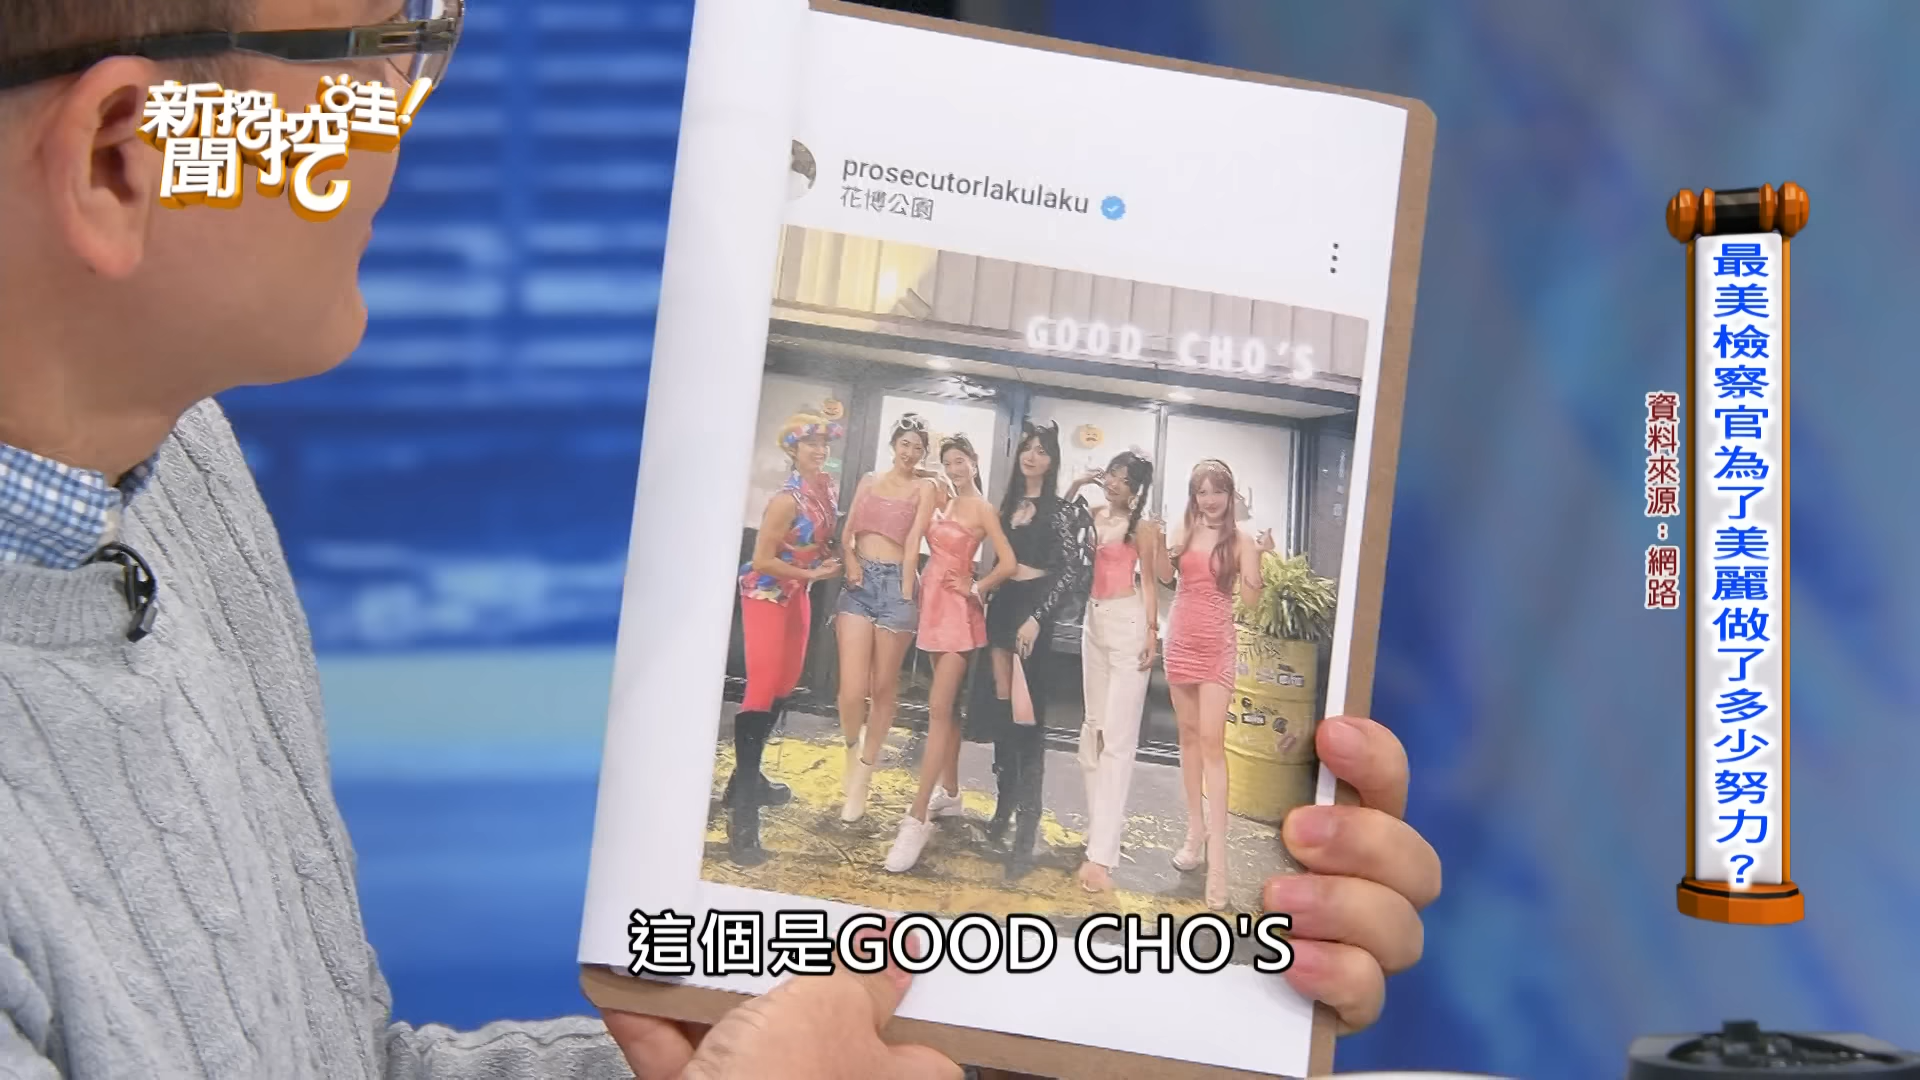 新聞挖挖哇!
prosecutorlakulaku
花博公園
GOOD CHO'S
最美檢察官為了美麗做了多少努力?
資料來源:網路
這個是GOOD CHO'S